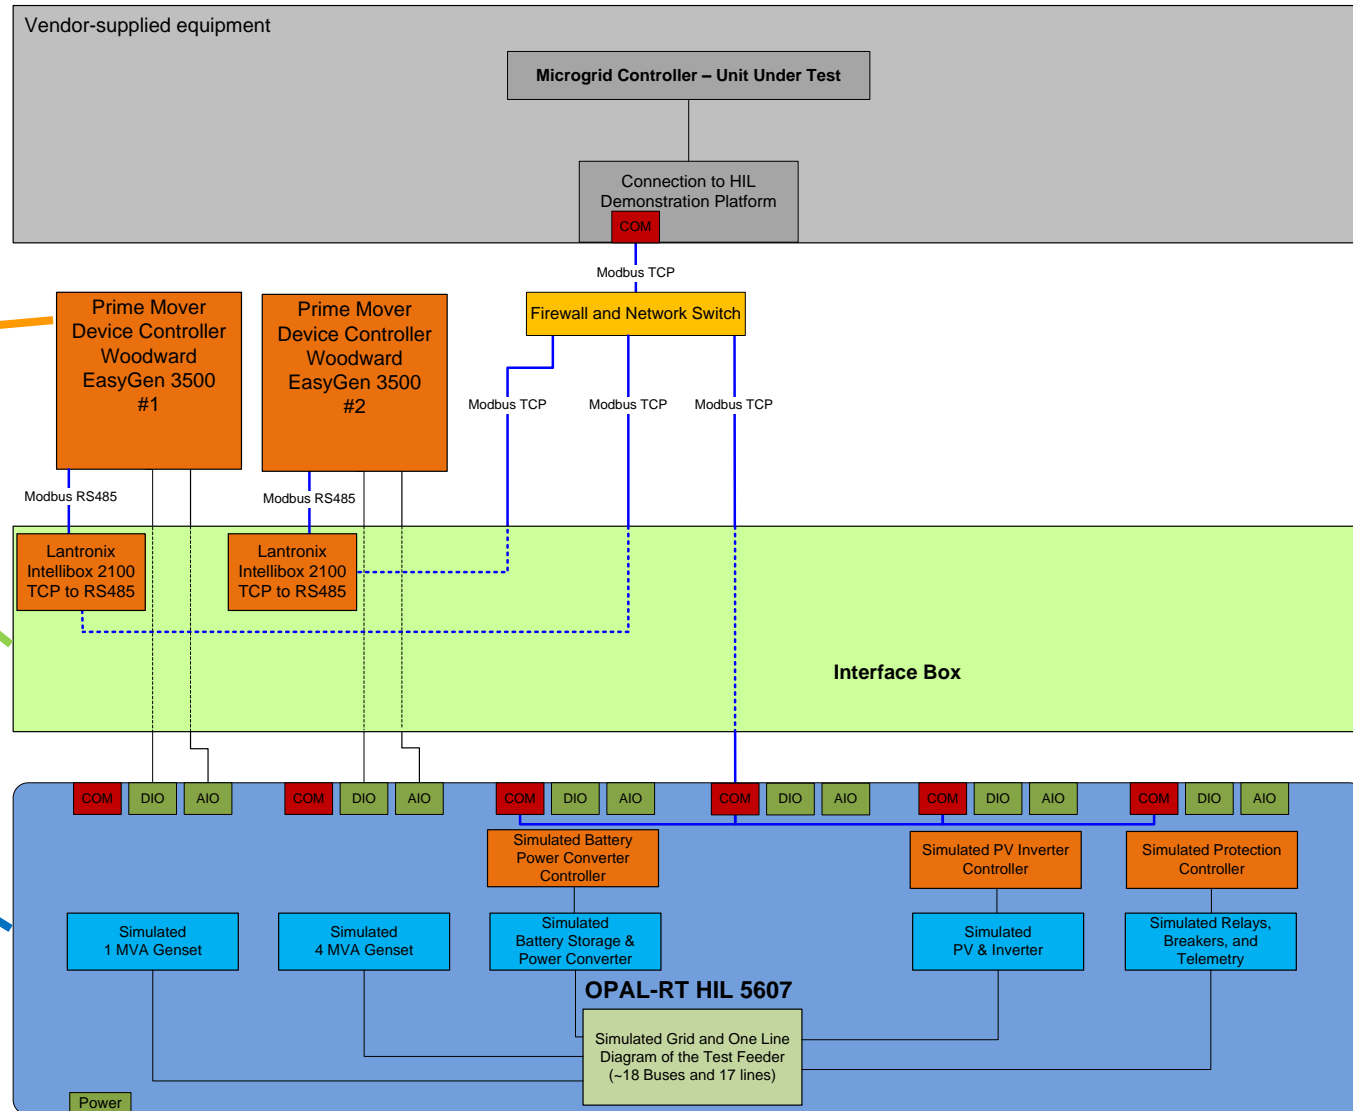 Vendor-supplied equipment
Microgrid Controller – Unit Under Test
Connection to HIL
Demonstration Platform
COM
Modbus TCP
Firewall and Network Switch
Prime Mover
Device Controller
Woodward
EasyGen 3500
#1
Prime Mover
Device Controller
Woodward
EasyGen 3500
#2
Modbus TCP
Modbus TCP
Modbus TCP
Modbus RS485
Modbus RS485
Lantronix
Intellibox 2100
TCP to RS485
Lantronix
Intellibox 2100
TCP to RS485
Interface Box
COM
DIO
AIO
COM
DIO
AIO
COM
DIO
AIO
COM
DIO
AIO
COM
DIO
AIO
COM
DIO
AIO
Simulated Battery
Power Converter
Controller
Simulated PV Inverter
Controller
Simulated Protection
Controller
Simulated
1 MVA Genset
Simulated
4 MVA Genset
Simulated
Battery Storage &
Power Converter
Simulated
PV & Inverter
Simulated Relays,
Breakers, and
Telemetry
OPAL-RT HIL 5607
Simulated Grid and One Line
Diagram of the Test Feeder
(~18 Buses and 17 lines)
Power